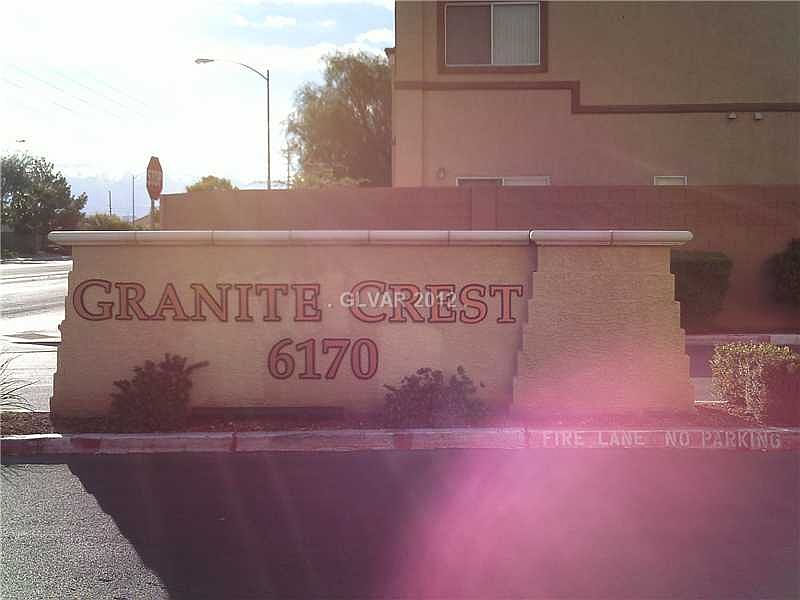 GRANITE CREST
GLVAR 2012
6170
FIRE LANE NO PARKING